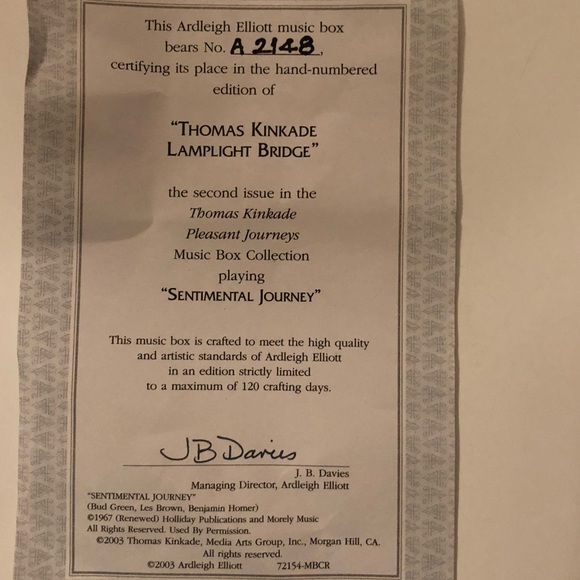 This Ardleigh Elliott music box
bears No. A 2148,
certifying its place in the hand-numbered
edition of
“THOMAS KINKADE
LAMPLIGHT BRIDGE”
the second issue in the
Thomas Kinkade
Pleasant Journeys
Music Box Collection
playing
“SENTIMENTAL JOURNEY”
This music box is crafted to meet the high quality
and artistic standards of Ardleigh Elliott
in an edition strictly limited
to a maximum of 120 crafting days.
JB Davies
J. B. Davies
Managing Director, Ardleigh Elliott
“SENTIMENTAL JOURNEY”
(Bud Green, Les Brown, Benjamin Homer)
©1967 (Renewed) Holliday Publications and Morely Music
All Rights Reserved. Used By Permission.
©2003 Thomas Kinkade, Media Arts Group, Inc., Morgan Hill, CA.
All rights reserved.
©2003 Ardleigh Elliott 72154-MBCR